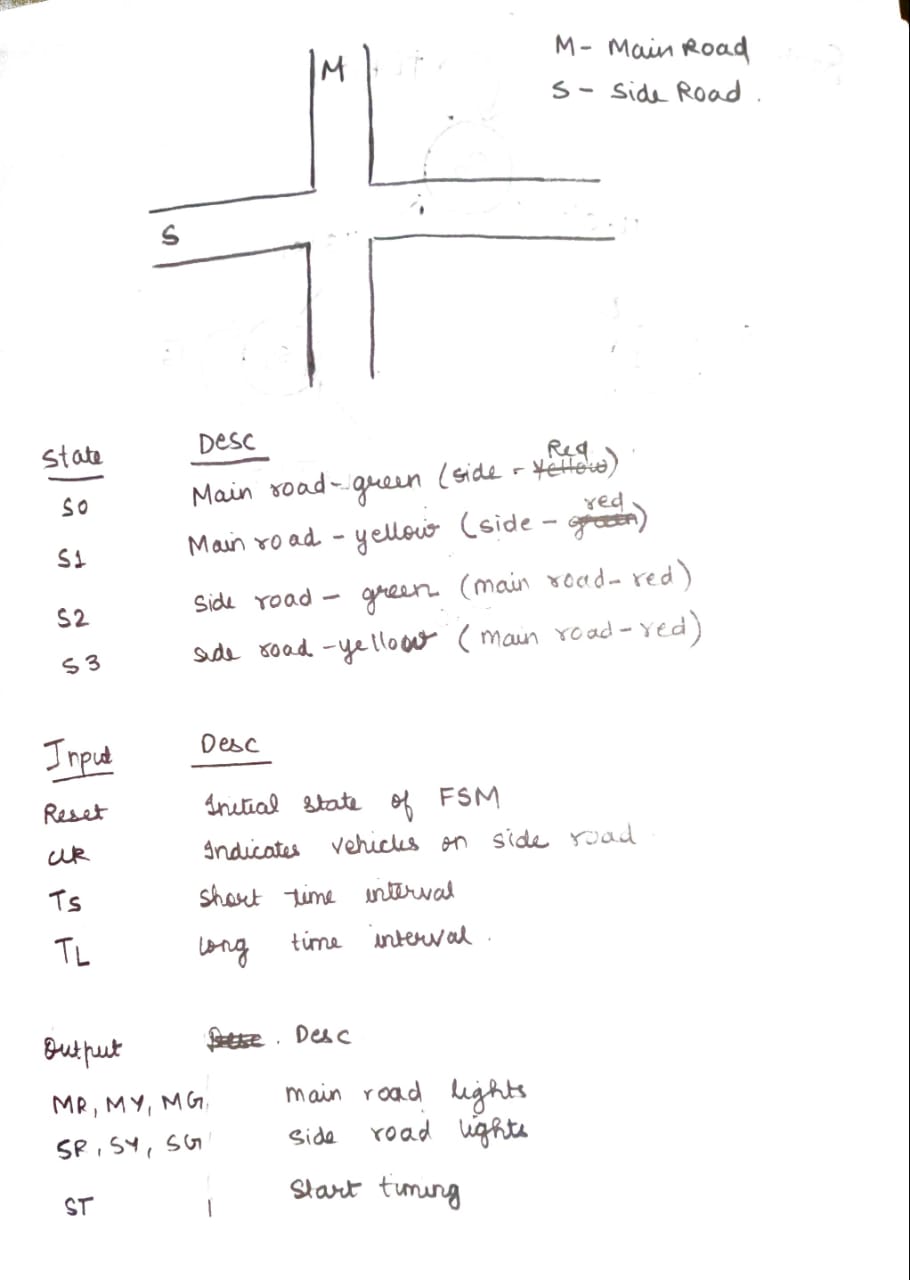 M- Main Road
S - Side Road.
M
S
State Desc
S0 Main road - green (side - Red Yellow)
S1 Main road - yellow (side - red green)
S2 Side road - green (main road - red)
S3 side road - yellow (main road - red)
Input Desc
Reset Initial state of FSM
Indicates vehicles on side road
Ts short time interval
TL long time interval.
Output Desc
MR, MY, MG main road lights
SR, SY, SG side road lights
ST Start timing